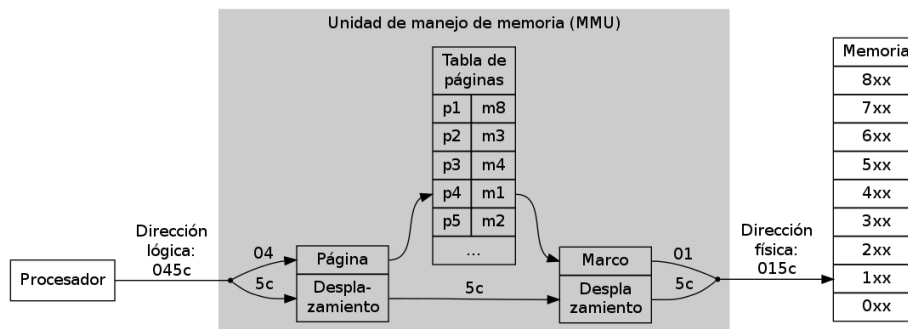 Unidad de manejo de memoria (MMU)
Tabla de
páginas
p1 m8
p2 m3
p3 m4
p4 m1
p5 m2
...
Procesador
Dirección
lógica:
045c
04
5c
Página
Despla-
zamiento
5c
Marco
Despla
zamiento
01
5c
Dirección
física:
015c
Memoria
8xx
7xx
6xx
5xx
4xx
3xx
2xx
1xx
0xx